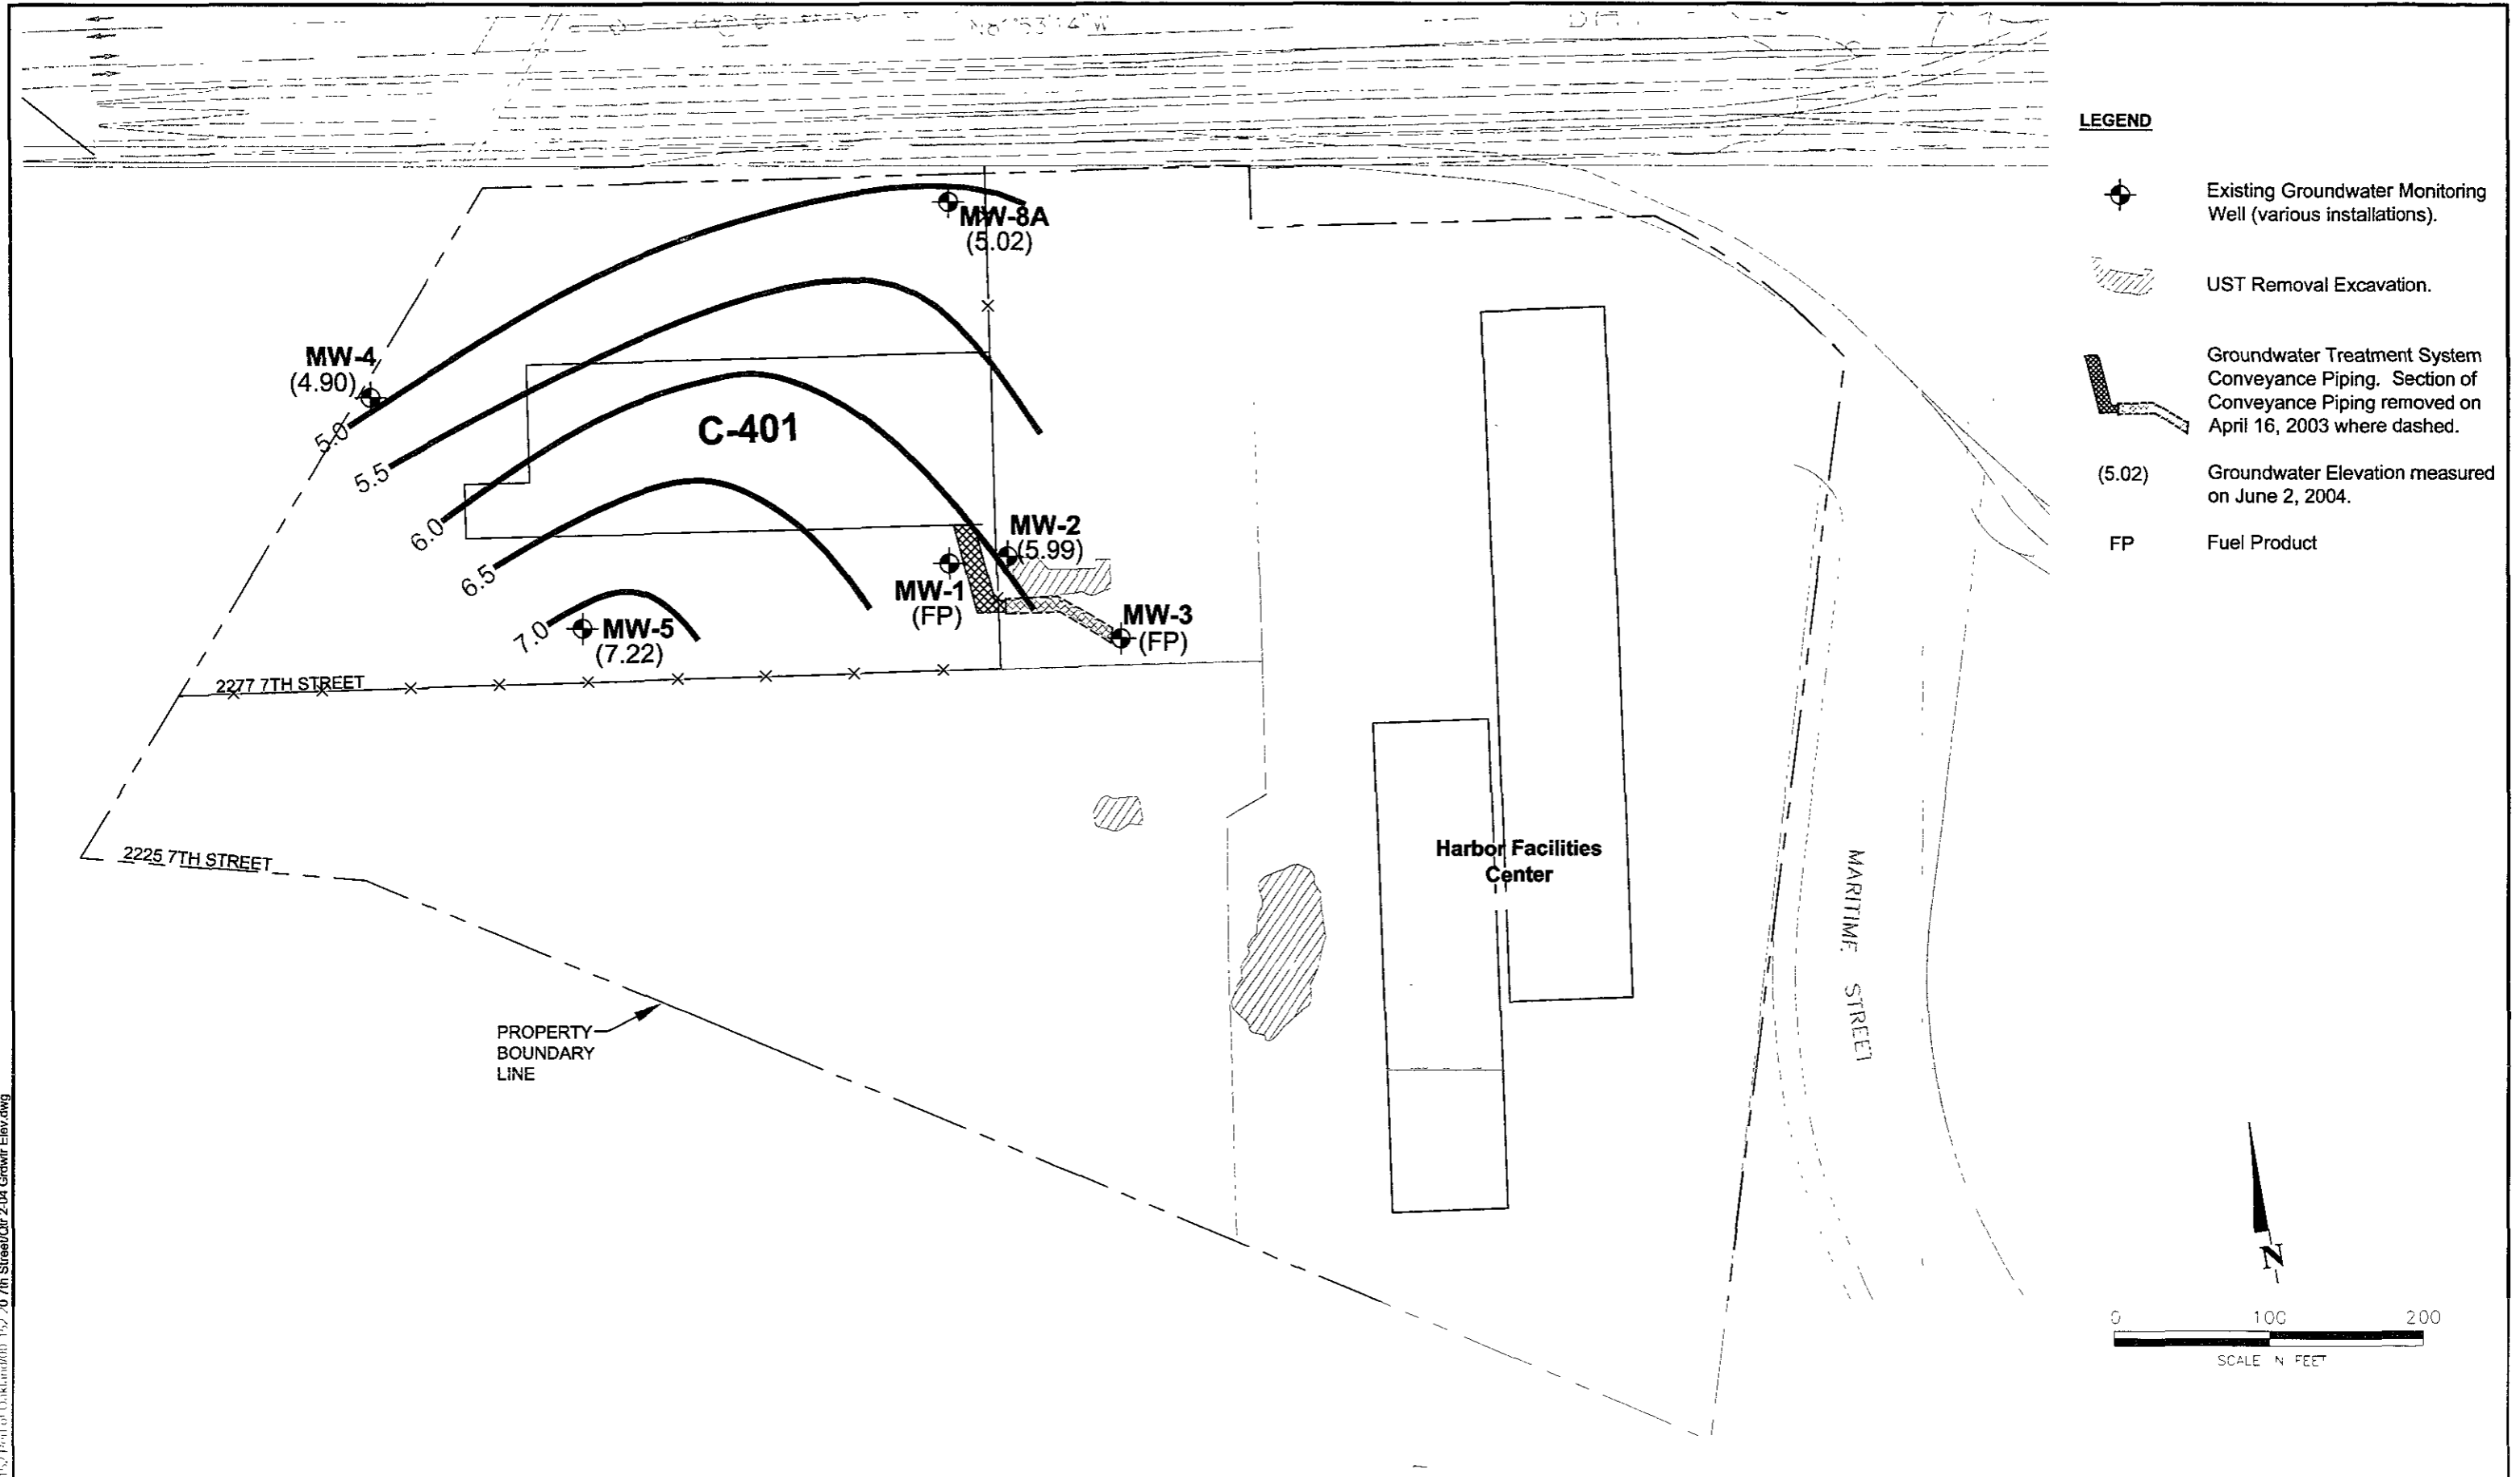 LEGEND
Existing Groundwater Monitoring
Well (various installations).
UST Removal Excavation.
Groundwater Treatment System
Conveyance Piping. Section of
Conveyance Piping removed on
April 16, 2003 where dashed.
(5.02)
Groundwater Elevation measured
on June 2, 2004.
FP
Fuel Product
MW-8A
(5.02)
MW-4
(4.90)
5.0
5.5
6.0
6.5
7.0
C-401
MW-2
(5.99)
MW-1
(FP)
MW-3
(FP)
MW-5
(7.22)
2277 7TH STREET
2225 7TH STREET
PROPERTY
BOUNDARY
LINE
Harbor Facilities
Center
MARITIME STREET
N
0 100 200
SCALE N FEET